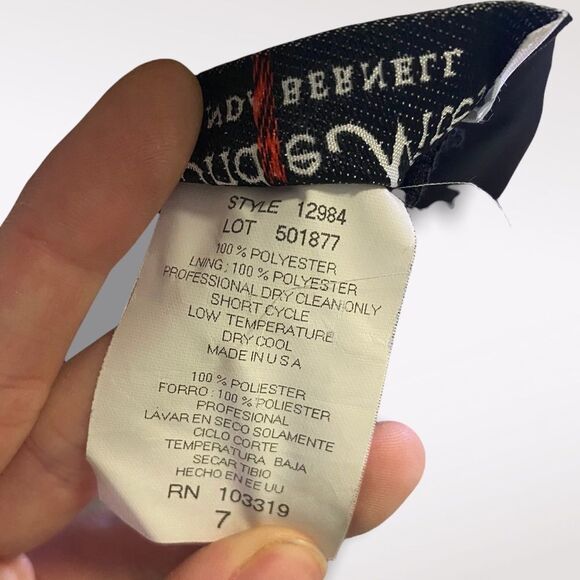 BERNELL
STYLE 12984
LOT 501877
100 % POLYESTER
LNING : 100 % POLYESTER
PROFESSIONAL DRY CLEAN ONLY
SHORT CYCLE
LOW TEMPERATURE
DRY COOL
MADE IN U S A
100 % POLIESTER
FORRO : 100 % POLIESTER
PROFESIONAL
LÁVAR EN SECO SOLAMENTE
CICLO CORTE
TEMPERATURA BAJA
SECAR TIBIO
HECHO EN EE UU
RN 103319
7